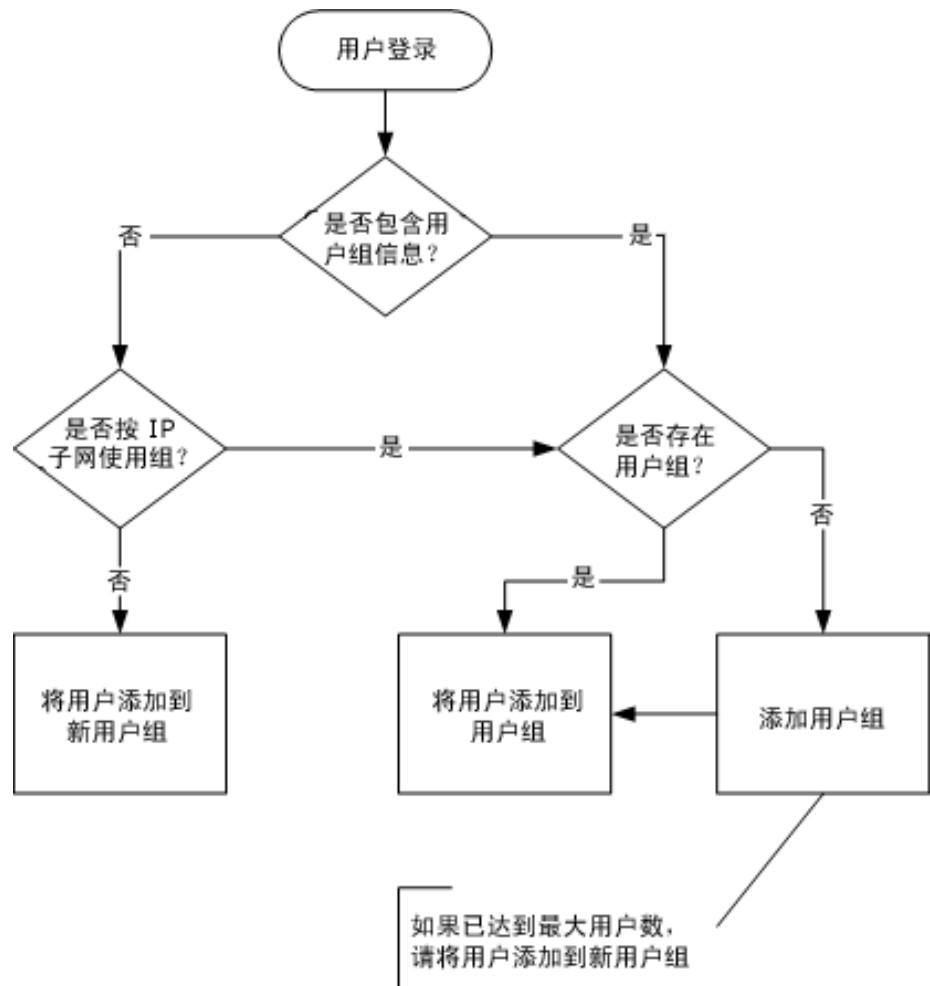 用户登录
是否包含用
户组信息？
否
是
是否按 IP
子网使用组？
是
是否存在
用户组？
否
否
是
将用户添加到
新用户组
将用户添加到
用户组
添加用户组
如果已达到最大用户数，
请将用户添加到新用户组